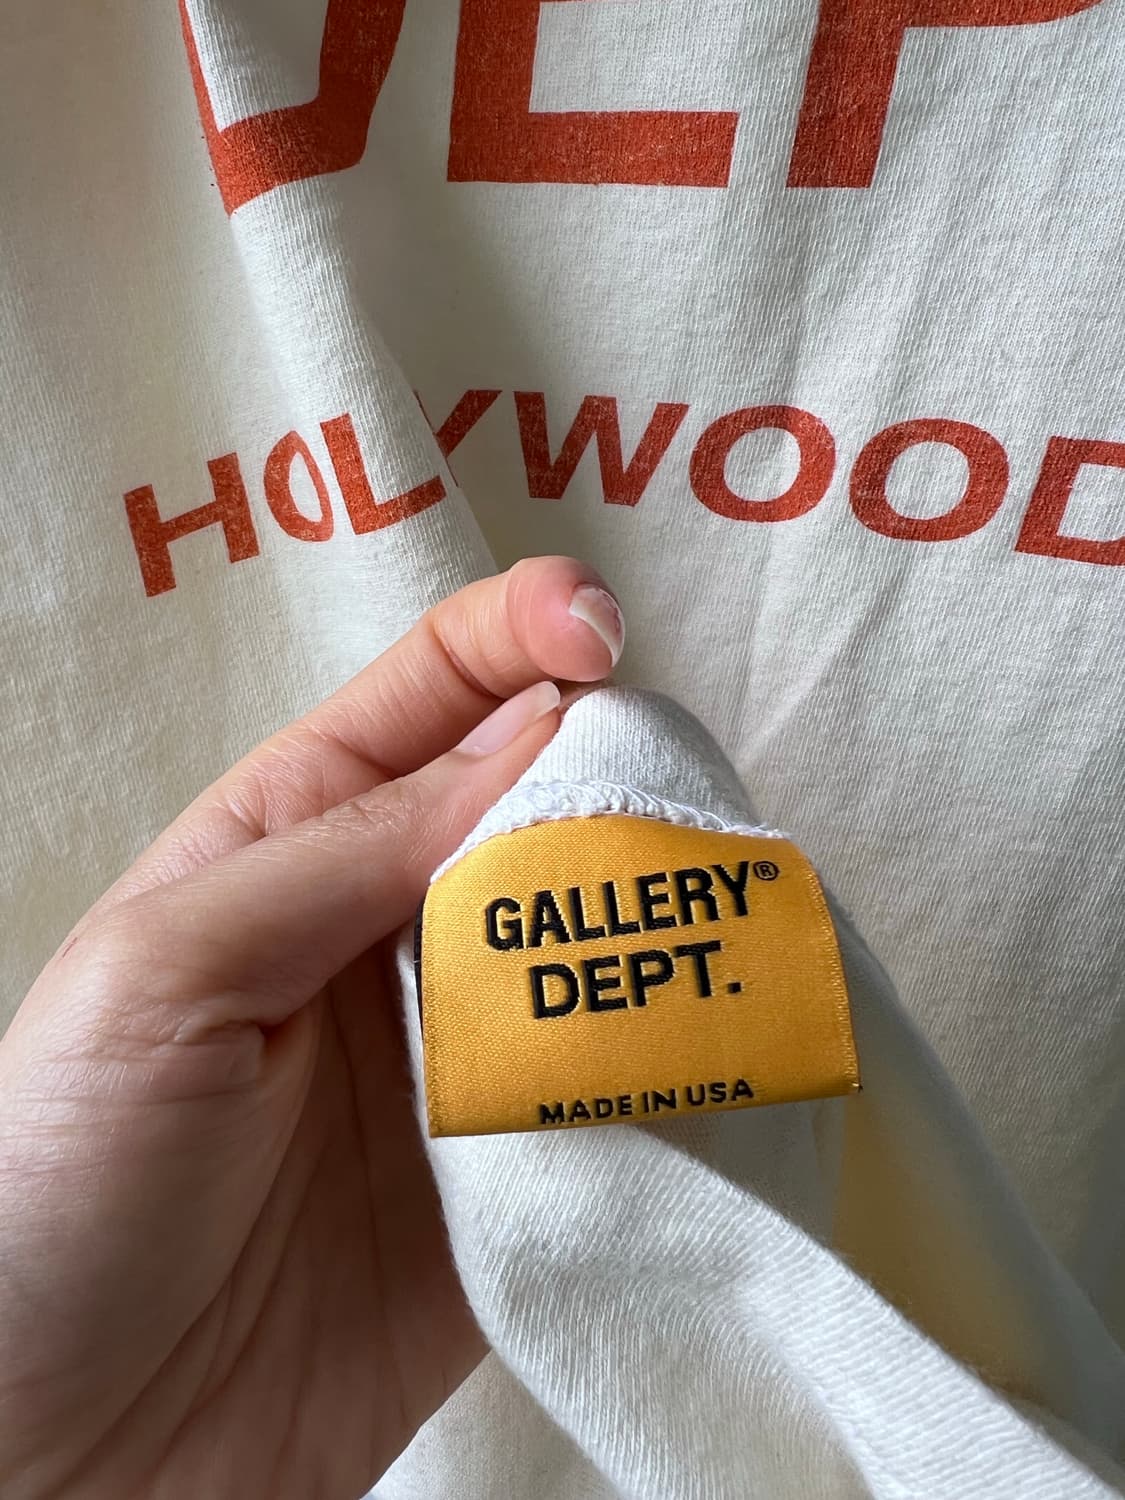 DEP
HOLYWOOD
GALLERY®
DEPT.
MADE IN USA